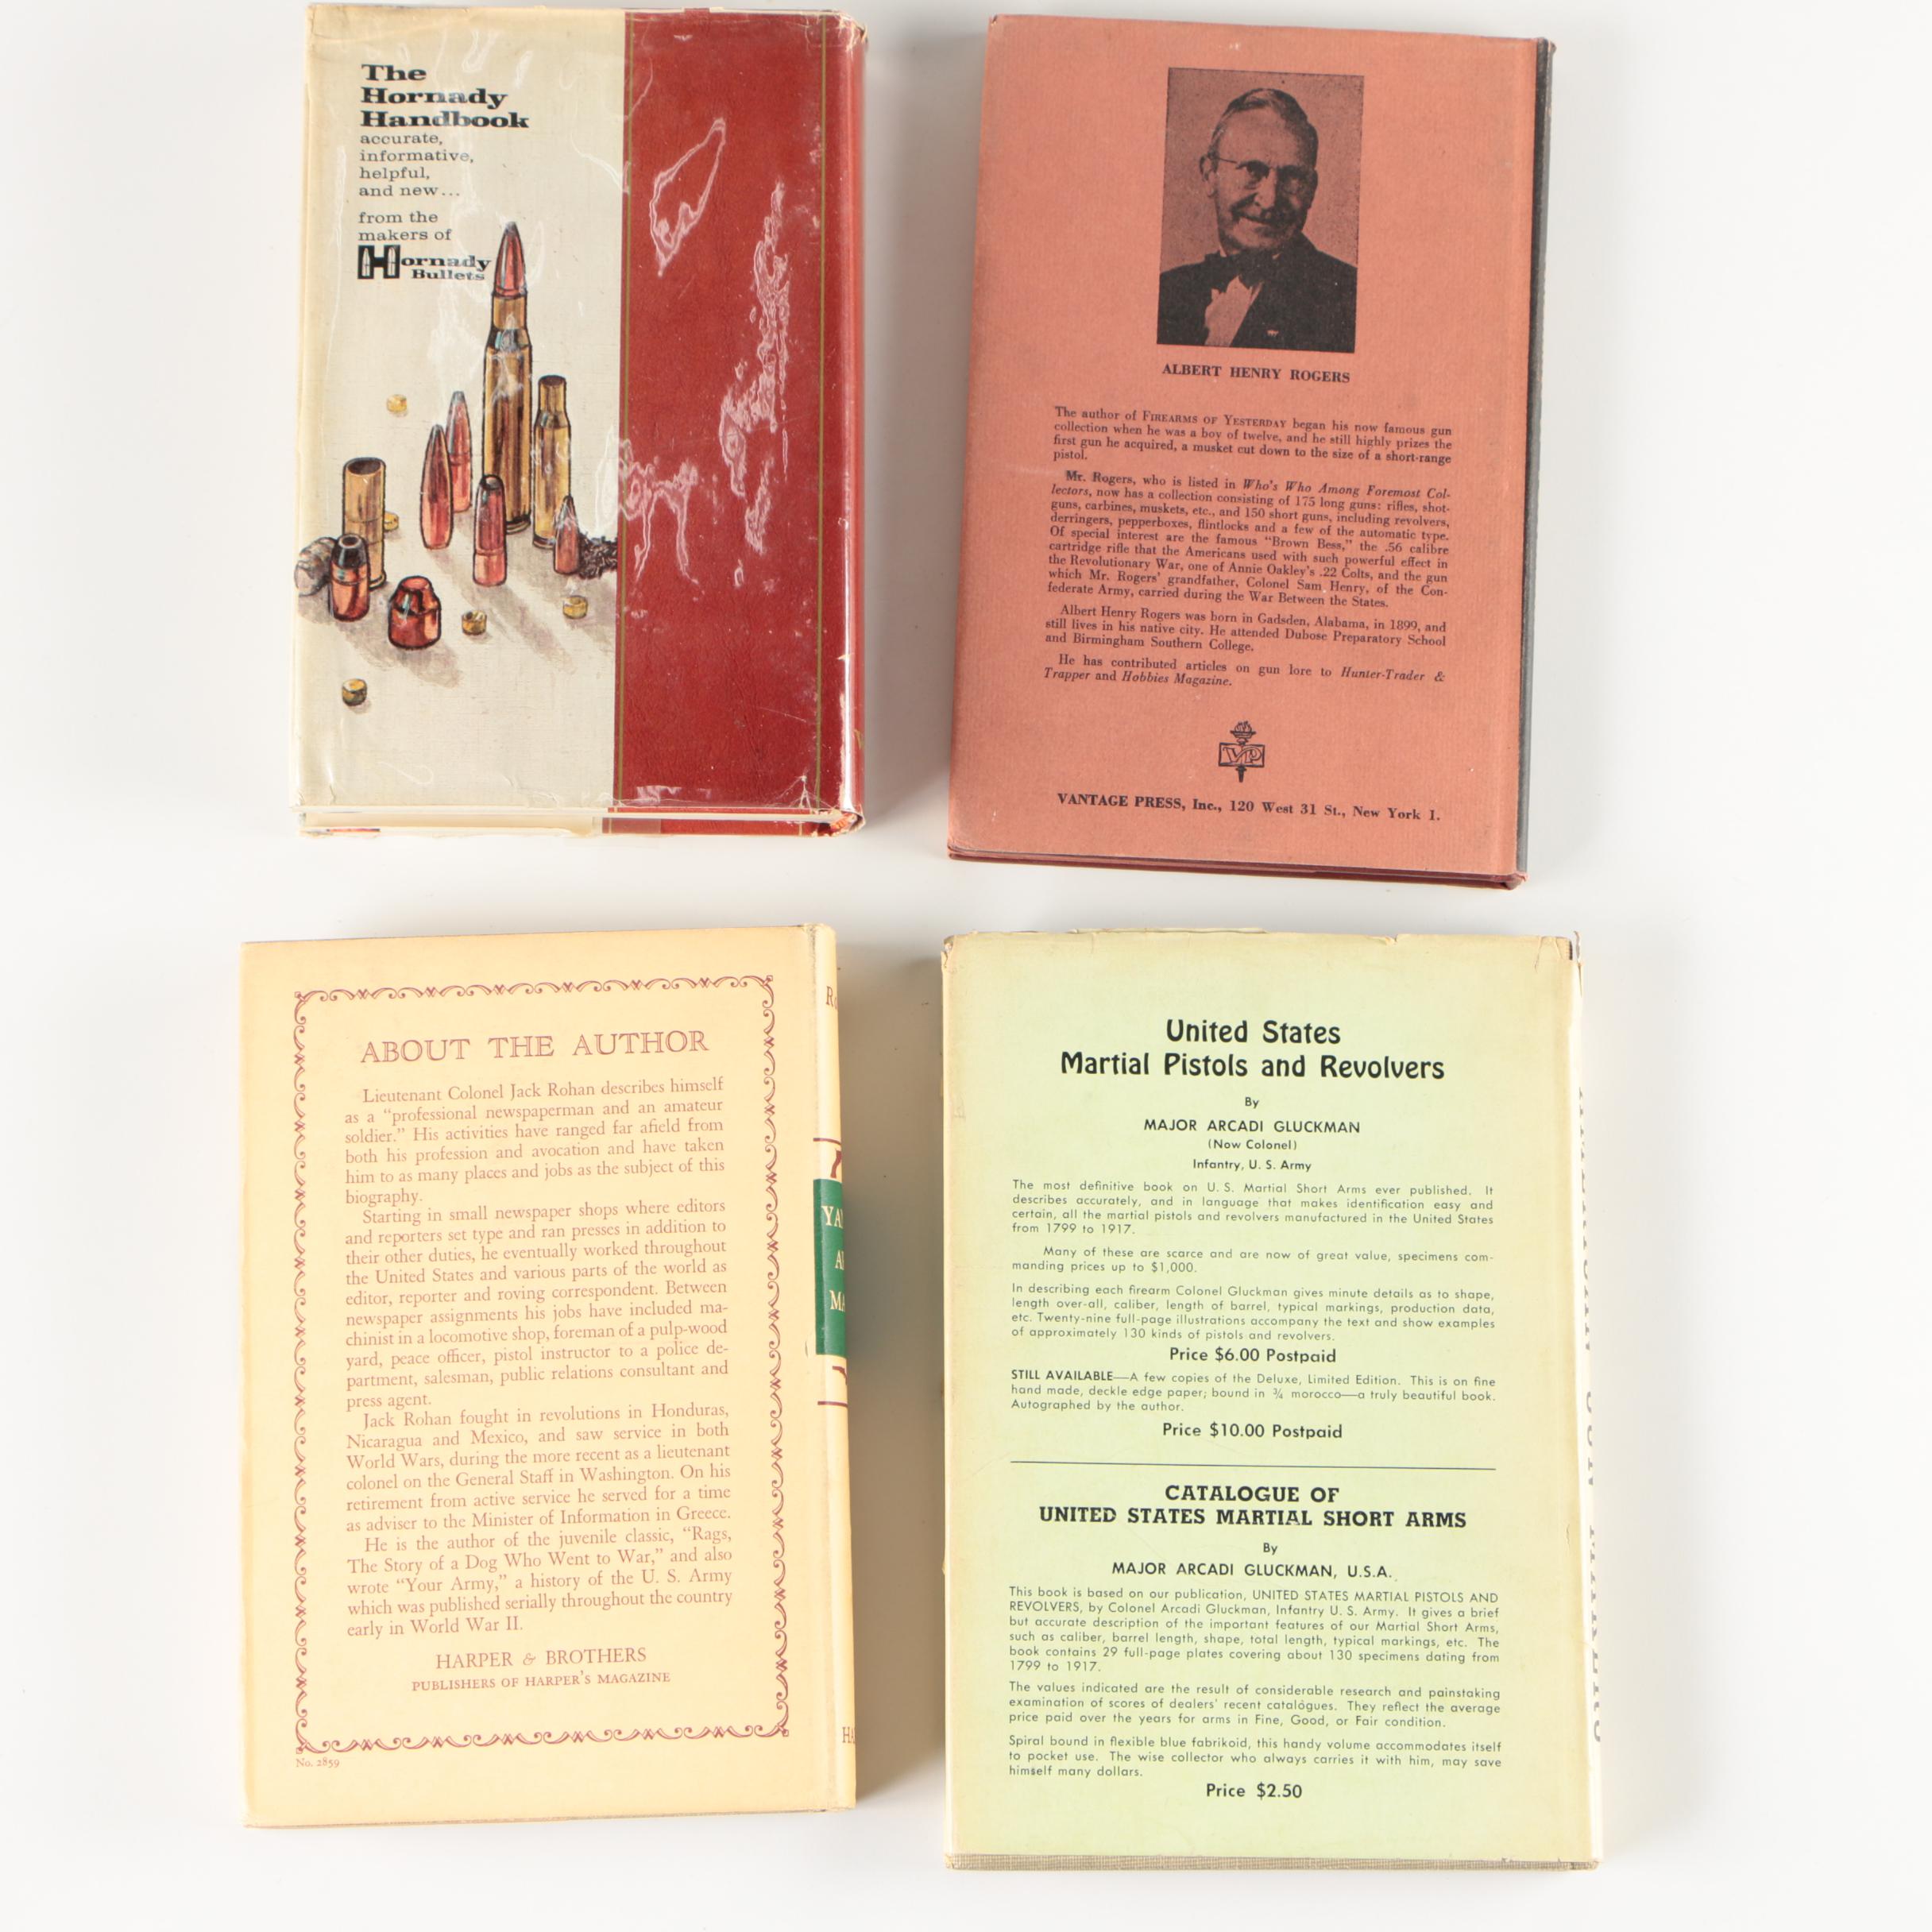 The
Hornady
Handbook
accurate,
informative,
helpful,
and new...
from the
makers of
Hornady
Bullets
ALBERT HENRY ROGERS
The author of FIREARMS OF YESTERDAY began his now famous gun
collection when he was a boy of twelve, and he still highly prizes the
first gun he acquired, a musket cut down to the size of a short-range
pistol.
Mr. Rogers, who is listed in Who's Who Among Foremost Col-
lectors, now has a collection consisting of 175 long guns: rifles, shot-
guns, carbines, muskets, etc., and 150 short guns, including revolvers,
derringers, pepperboxes, flintlocks and a few of the automatic type.
Of special interest are the famous "Brown Bess," the .56 calibre
cartridge rifle that the Americans used with such powerful effect in
the Revolutionary War, one of Annie Oakley's .22 Colts, and the gun
which Mr. Rogers' grandfather, Colonel Sam Henry, of the Con-
federate Army, carried during the War Between the States.
Albert Henry Rogers was born in Gadsden, Alabama, in 1899, and
still lives in his native city. He attended Dubose Preparatory School
and Birmingham Southern College.
He has contributed articles on gun lore to Hunter-Trader &
Trapper and Hobbies Magazine.
VP
VANTAGE PRESS, Inc., 120 West 31 St., New York 1.
ABOUT THE AUTHOR
Lieutenant Colonel Jack Rohan describes himself
as a "professional newspaperman and an amateur
soldier." His activities have ranged far afield from
both his profession and avocation and have taken
him to as many places and jobs as the subject of this
biography.
Starting in small newspaper shops where editors
and reporters set type and ran presses in addition to
their other duties, he eventually worked throughout
the United States and various parts of the world as
editor, reporter and roving correspondent. Between
newspaper assignments his jobs have included ma-
chinist in a locomotive shop, foreman of a pulp-wood
yard, peace officer, pistol instructor to a police de-
partment, salesman, public relations consultant and
press agent.
Jack Rohan fought in revolutions in Honduras,
Nicaragua and Mexico, and saw service in both
World Wars, during the more recent as a lieutenant
colonel on the General Staff in Washington. On his
retirement from active service he served for a time
as adviser to the Minister of Information in Greece.
He is the author of the juvenile classic, "Rags,
The Story of a Dog Who Went to War," and also
wrote "Your Army," a history of the U. S. Army
which was published serially throughout the country
early in World War II.
HARPER & BROTHERS
PUBLISHERS OF HARPER'S MAGAZINE
No. 2859
United States
Martial Pistols and Revolvers
By
MAJOR ARCADI GLUCKMAN
(Now Colonel)
Infantry, U. S. Army
The most definitive book on U. S. Martial Short Arms ever published. It
describes accurately, and in language that makes identification easy and
certain, all the martial pistols and revolvers manufactured in the United States
from 1799 to 1917.
Many of these are scarce and are now of great value, specimens com-
manding prices up to $1,000.
In describing each firearm Colonel Gluckman gives minute details as to shape,
length over-all, caliber, length of barrel, typical markings, production data,
etc. Twenty-nine full-page illustrations accompany the text and show examples
of approximately 130 kinds of pistols and revolvers.
Price $6.00 Postpaid
STILL AVAILABLE—A few copies of the Deluxe, Limited Edition. This is on fine
hand made, deckle edge paper; bound in ¾ morocco—a truly beautiful book.
Autographed by the author.
Price $10.00 Postpaid
CATALOGUE OF
UNITED STATES MARTIAL SHORT ARMS
By
MAJOR ARCADI GLUCKMAN, U.S.A.
This book is based on our publication, UNITED STATES MARTIAL PISTOLS AND
REVOLVERS, by Colonel Arcadi Gluckman, Infantry U. S. Army. It gives a brief
but accurate description of the important features of our Martial Short Arms,
such as caliber, barrel length, shape, total length, typical markings, etc. The
book contains 29 full-page plates covering about 130 specimens dating from
1799 to 1917.
The values indicated are the result of considerable research and painstaking
examination of scores of dealers' recent catalogues. They reflect the average
price paid over the years for arms in Fine, Good, or Fair condition.
Spiral bound in flexible blue fabrikoid, this handy volume accommodates itself
to pocket use. The wise collector who always carries it with him, may save
himself many dollars.
Price $2.50